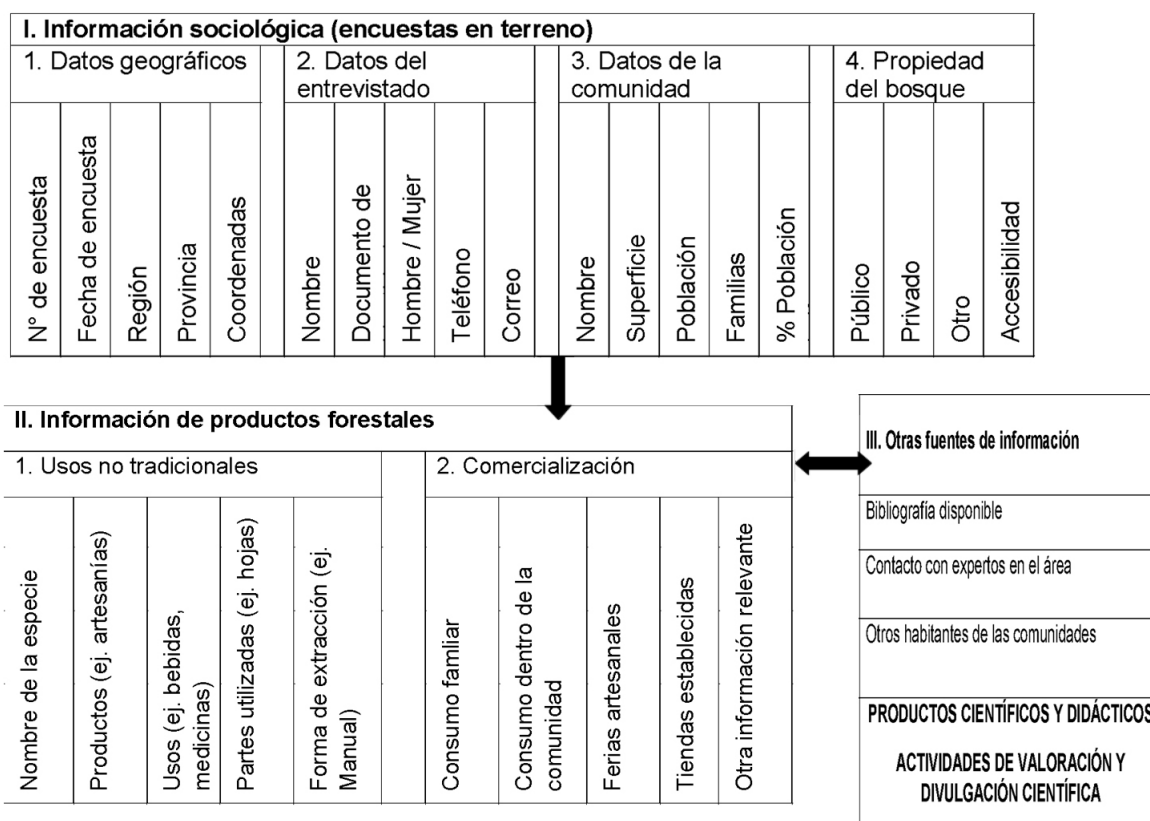 I. Información sociológica (encuestas en terreno)
1. Datos geográficos
2. Datos del
entrevistado
3. Datos de la
comunidad
4. Propiedad
del bosque
N° de encuesta
Fecha de encuesta
Región
Provincia
Coordenadas
Nombre
Documento de
Hombre / Mujer
Teléfono
Correo
Nombre
Superficie
Población
Familias
% Población
Público
Privado
Otro
Accesibilidad
II. Información de productos forestales
1. Usos no tradicionales
2. Comercialización
Nombre de la especie
Productos (ej. artesanías)
Usos (ej. bebidas,
medicinas)
Partes utilizadas (ej. hojas)
Forma de extracción (ej.
Manual)
Consumo famliar
Consumo dentro de la
comunidad
Ferias artesanales
Tiendas establecidas
Otra información relevante
III. Otras fuentes de información
Bibliografía disponible
Contacto con expertos en el área
Otros habitantes de las comunidades
PRODUCTOS CIENTÍFICOS Y DIDÁCTICOS
ACTIVIDADES DE VALORACIÓN Y
DIVULGACIÓN CIENTÍFICA